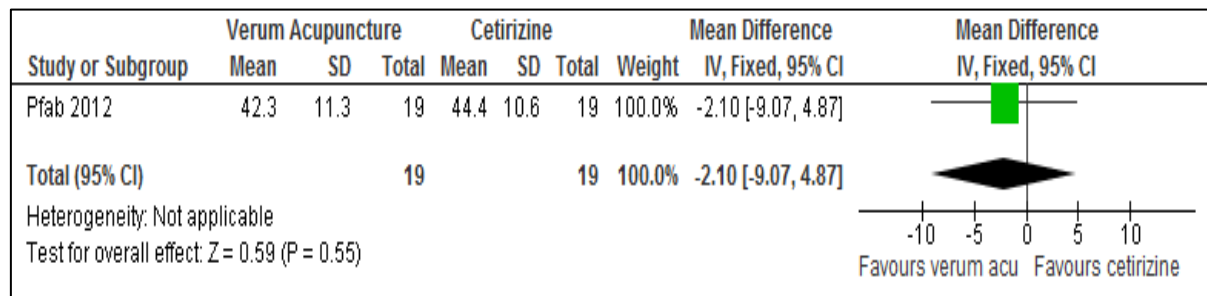 Verum Acupuncture Cetirizine Mean Difference Mean Difference
Study or Subgroup Mean SD Total Mean SD Total Weight IV, Fixed, 95% CI IV, Fixed, 95% CI
Pfab 2012 42.3 11.3 19 44.4 10.6 19 100.0% -2.10 [-9.07, 4.87]
Total (95% CI) 19 19 100.0% -2.10 [-9.07, 4.87]
Heterogeneity: Not applicable
Test for overall effect: Z = 0.59 (P = 0.55)
-10 -5 0 5 10
Favours verum acu Favours cetirizine